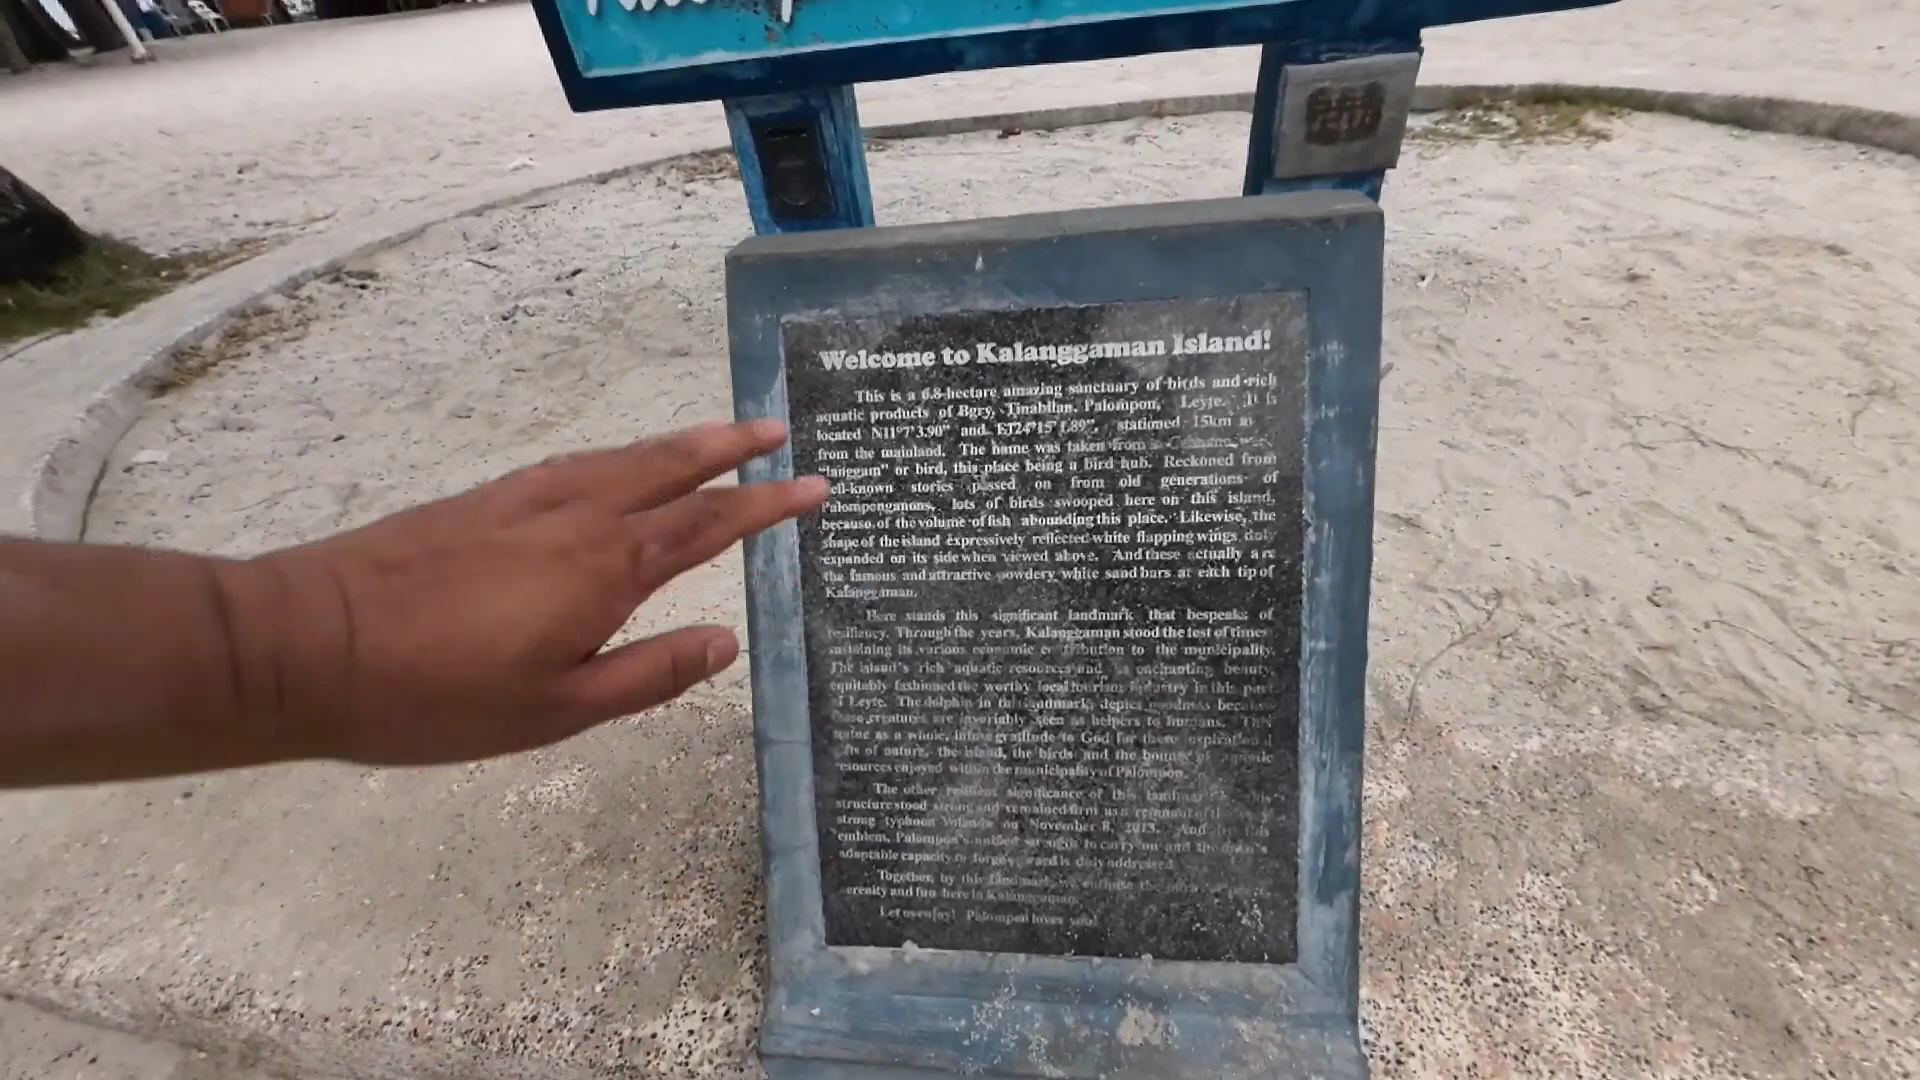 Welcome to Kalanggaman Island!
This is a 6.8 hectare amazing sanctuary of birds and rich
aquatic products of Bgry. Tinabilan, Palompon, Leyte. It is
located N11°7'3.90" and E124°15'1.89", stationed 15km
from the mainland. The name was taken from a
"langgam" or bird, this place being a bird hub. Reckoned from
stories passed on from old generations of
Palomponganons, lots of birds swooped here on this island,
because of the volume of fish abounding this place. Likewise, the
shape of the island expressively reflected white flapping wings duly
expanded on its side when viewed above. And these actually are
the famous and attractive powdery white sand bars at each tip of
Kalanggaman.
Here stands this significant landmark that bespeaks of
resiliency. Through the years, Kalanggaman stood the test of times
sustaining its various economic to the municipality.
The island's rich aquatic resources and enchanting beauty,
equitably fashioned the worthy local tourism industry in this part
of Leyte. The dolphin in landmark depics goodness
these creatures are invariably seen as helpers to humans.
as a whole, infuse gratitude to God for these
of nature, the island, the birds and the
resources enjoyed within the municipality of Palompon.
The other significance of this
structure stood strong and remained firm as a remnant of
strong typhoon Yolanda on November 8, 2013. And
emblem, Palompon's unified strength to carry on and
adaptable capacity to forge is duly addressed.
Together, by this landmark, we
serenity and fun here in Kalanggaman.
Let us enjoy! Palompon loves you!